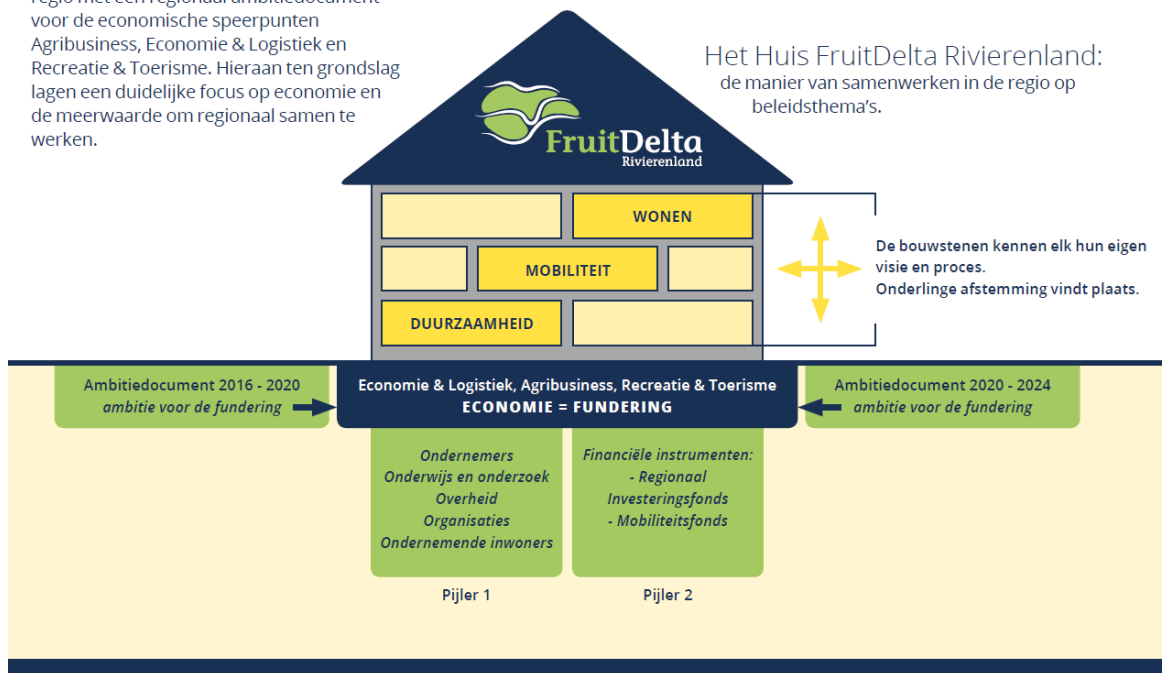 regio met een regionaal ambitiedocument
voor de economische speerpunten
Agribusiness, Economie & Logistiek en
Recreatie & Toerisme. Hieraan ten grondslag
lagen een duidelijke focus op economie en
de meerwaarde om regionaal samen te
werken.
Het Huis FruitDelta Rivierenland:
de manier van samenwerken in de regio op
beleidsthema's.
FruitDelta
Rivierenland
WONEN
MOBILITEIT
DUURZAAMHEID
De bouwstenen kennen elk hun eigen
visie en proces.
Onderlinge afstemming vindt plaats.
Ambitiedocument 2016 - 2020
ambitie voor de fundering
Economie & Logistiek, Agribusiness, Recreatie & Toerisme
ECONOMIE = FUNDERING
Ambitiedocument 2020 - 2024
ambitie voor de fundering
Ondernemers
Onderwijs en onderzoek
Overheid
Organisaties
Ondernemende inwoners
Financiële instrumenten:
- Regionaal
Investeringsfonds
- Mobiliteitsfonds
Pijler 1
Pijler 2